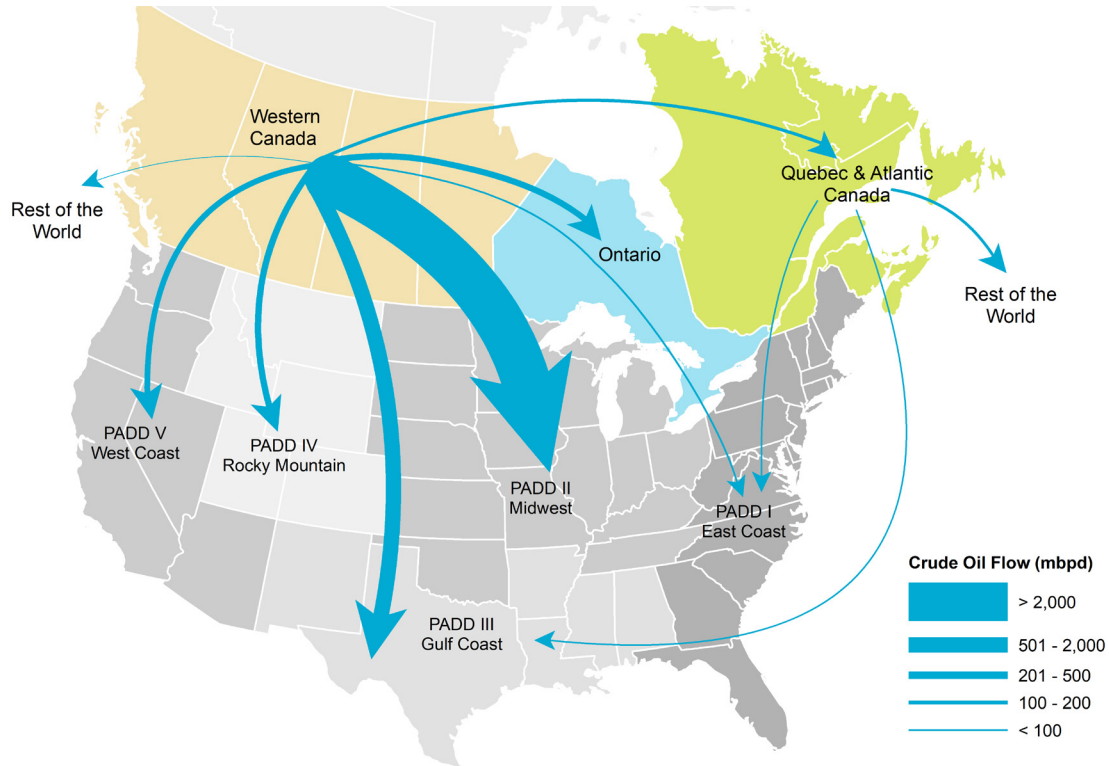 Western
Canada
Rest of the
World
Quebec & Atlantic
Canada
Ontario
Rest of the
World
PADD V
West Coast
PADD IV
Rocky Mountain
PADD II
Midwest
PADD I
East Coast
PADD III
Gulf Coast
Crude Oil Flow (mbpd)
> 2,000
501 - 2,000
201 - 500
100 - 200
< 100